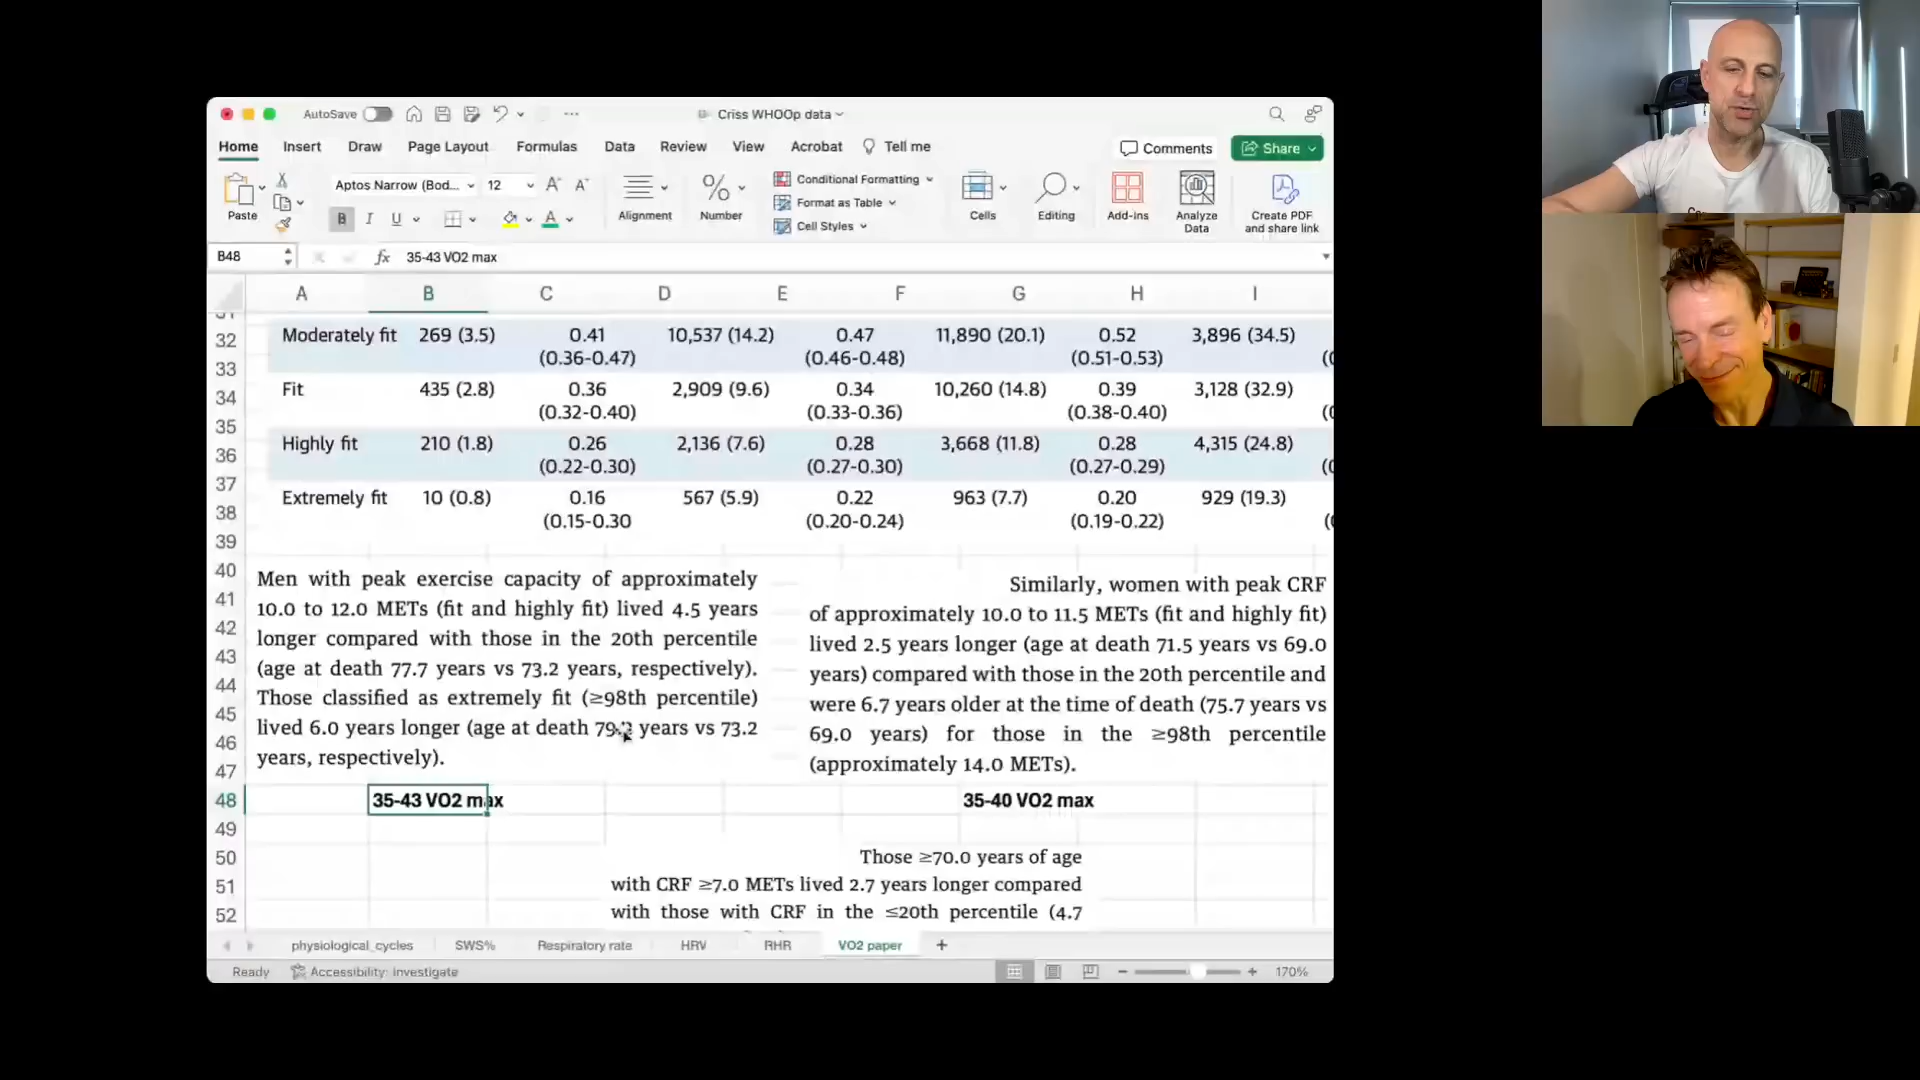 AutoSave
Criss WHOOp data
Home Insert Draw Page Layout Formulas Data Review View Acrobat Tell me
Comments Share
Paste
Aptos Narrow (Bod... 12
B I U
Alignment
Number
Conditional Formatting
Format as Table
Cell Styles
Cells
Editing
Add-ins
Analyze
Data
Create PDF
and share link
B48 fx 35-43 VO2 max
A B C D E F G H I
32 Moderately fit 269 (3.5) 0.41 10,537 (14.2) 0.47 11,890 (20.1) 0.52 3,896 (34.5)
33 (0.36-0.47) (0.46-0.48) (0.51-0.53)
34 Fit 435 (2.8) 0.36 2,909 (9.6) 0.34 10,260 (14.8) 0.39 3,128 (32.9)
35 (0.32-0.40) (0.33-0.36) (0.38-0.40)
36 Highly fit 210 (1.8) 0.26 2,136 (7.6) 0.28 3,668 (11.8) 0.28 4,315 (24.8)
(0.22-0.30) (0.27-0.30) (0.27-0.29)
37
38 Extremely fit 10 (0.8) 0.16 567 (5.9) 0.22 963 (7.7) 0.20 929 (19.3)
(0.15-0.30 (0.20-0.24) (0.19-0.22)
39
40
41
42
43
44
45
46
47
Men with peak exercise capacity of approximately
10.0 to 12.0 METs (fit and highly fit) lived 4.5 years
longer compared with those in the 20th percentile
(age at death 77.7 years vs 73.2 years, respectively).
Those classified as extremely fit (≥98th percentile)
lived 6.0 years longer (age at death years vs 73.2
years, respectively).
Similarly, women with peak CRF
of approximately 10.0 to 11.5 METs (fit and highly fit)
lived 2.5 years longer (age at death 71.5 years vs 69.0
years) compared with those in the 20th percentile and
were 6.7 years older at the time of death (75.7 years vs
69.0 years) for those in the ≥98th percentile
(approximately 14.0 METs).
48 35-43 VO2 max 35-40 VO2 max
49
50 Those ≥70.0 years of age
51 with CRF ≥7.0 METs lived 2.7 years longer compared
52 with those with CRF in the ≤20th percentile (4.7
physiological_cycles SWS% Respiratory rate HRV RHR VO2 paper +
Ready Accessibility: Investigate 170%